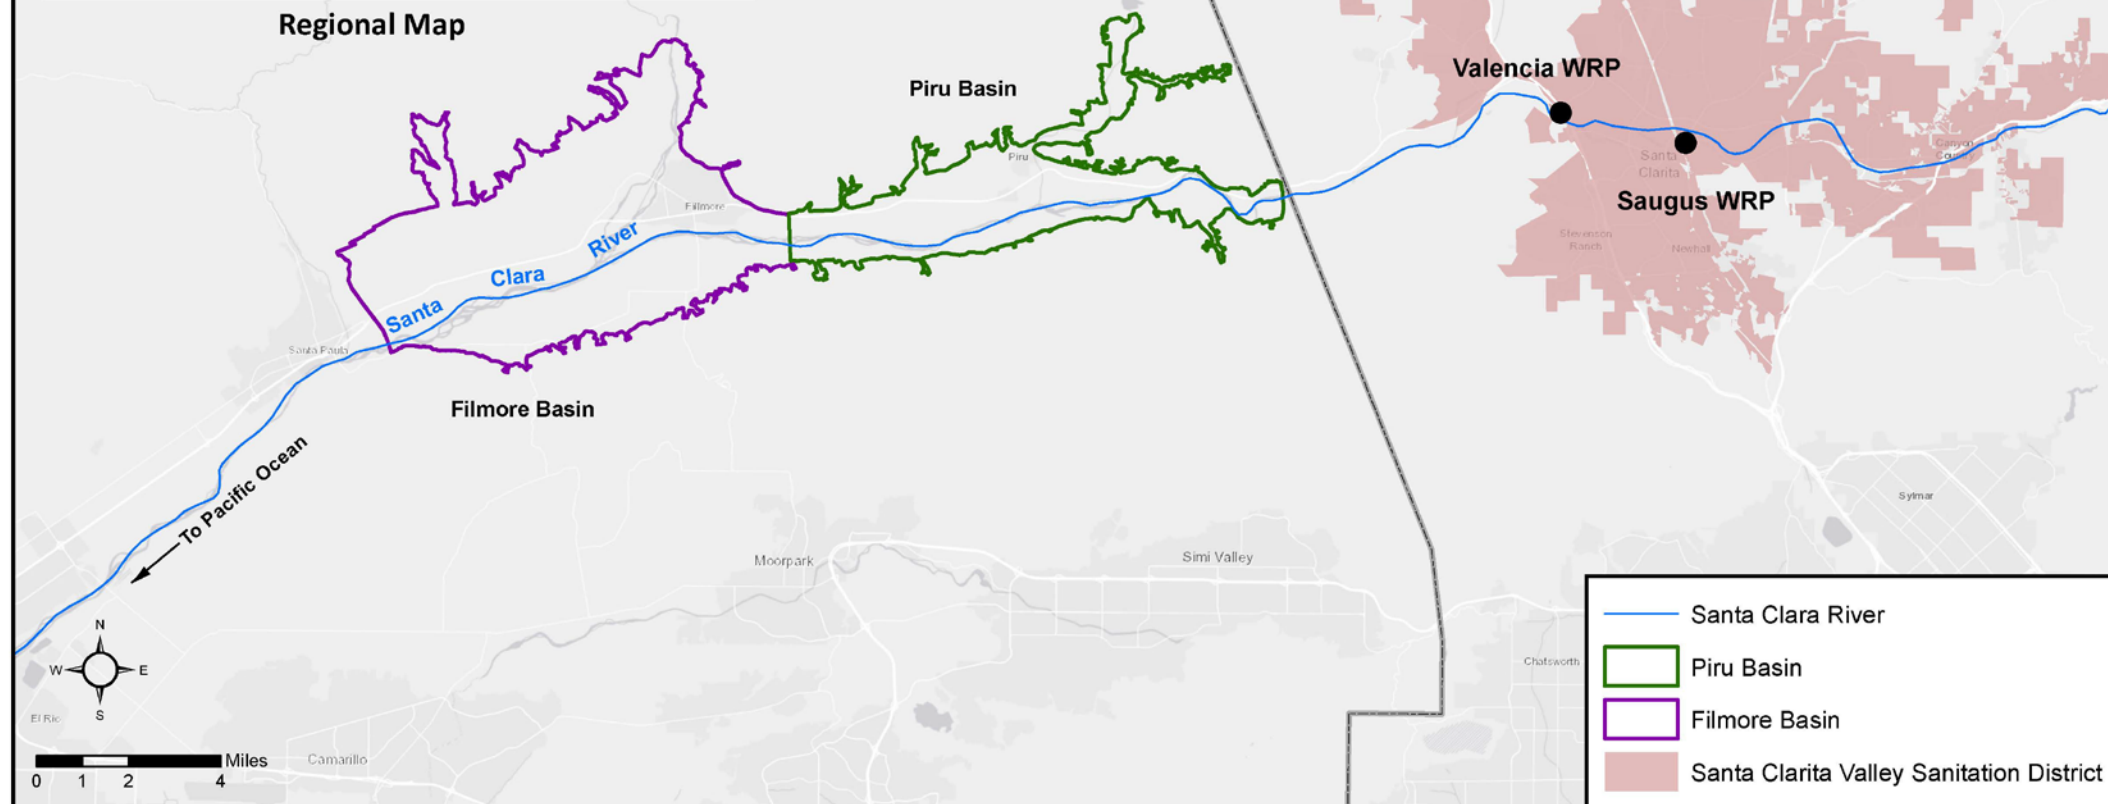 Regional Map
Valencia WRP
Piru Basin
Canyon
Country
Piru
Santa
Clarita
Saugus WRP
Fillmore
Stevenson
Ranch
Newhall
Santa Clara River
Santa Paula
Filmore Basin
To Pacific Ocean
Sylmar
Moorpark
Simi Valley
Chatsworth
N
W E
S
El Rio
Camarillo
Miles
0 1 2 4
Santa Clara River
Piru Basin
Filmore Basin
Santa Clarita Valley Sanitation District